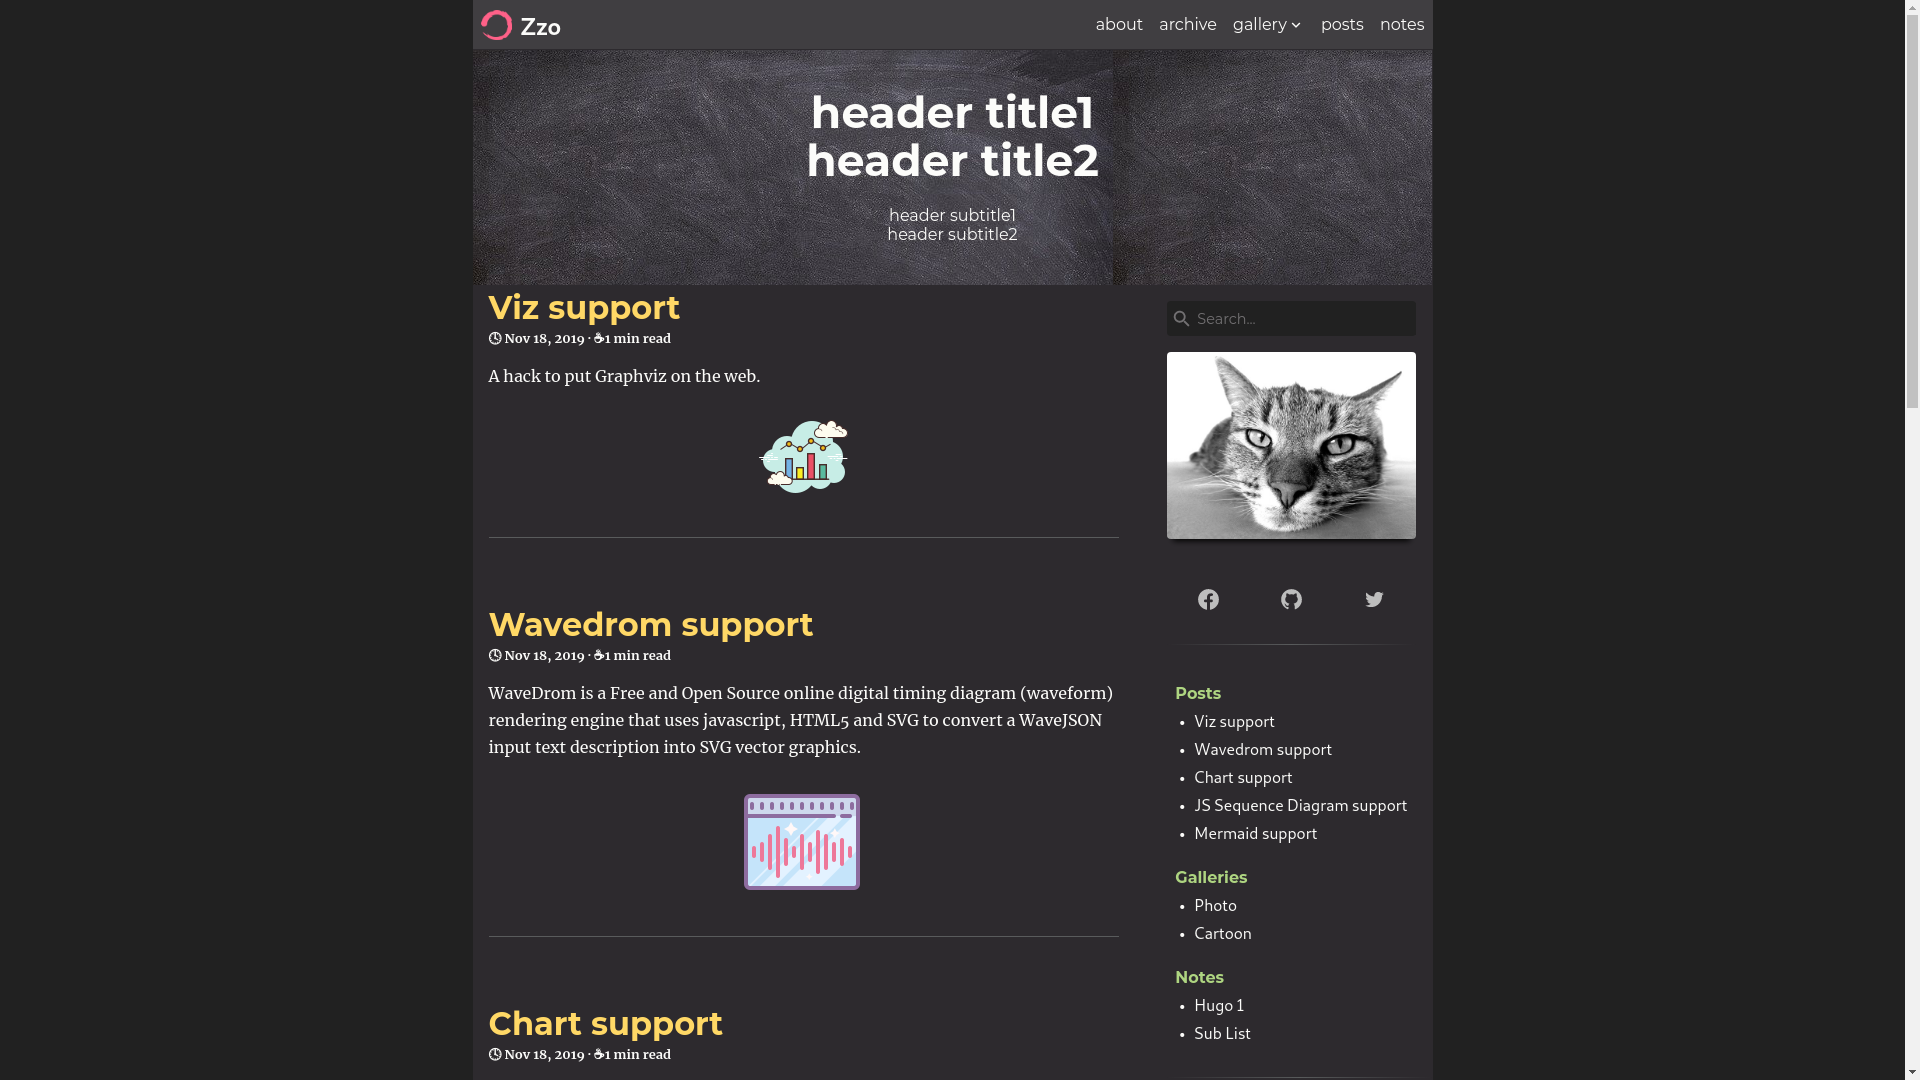 Zzo
about archive gallery posts notes
header title1
header title2
header subtitle1
header subtitle2
Viz support
Nov 18, 2019 · 1 min read
A hack to put Graphviz on the web.
Wavedrom support
Nov 18, 2019 · 1 min read
WaveDrom is a Free and Open Source online digital timing diagram (waveform)
rendering engine that uses javascript, HTML5 and SVG to convert a WaveJSON
input text description into SVG vector graphics.
Chart support
Nov 18, 2019 · 1 min read
Search...
Posts
• Viz support
• Wavedrom support
• Chart support
• JS Sequence Diagram support
• Mermaid support
Galleries
• Photo
• Cartoon
Notes
• Hugo 1
• Sub List